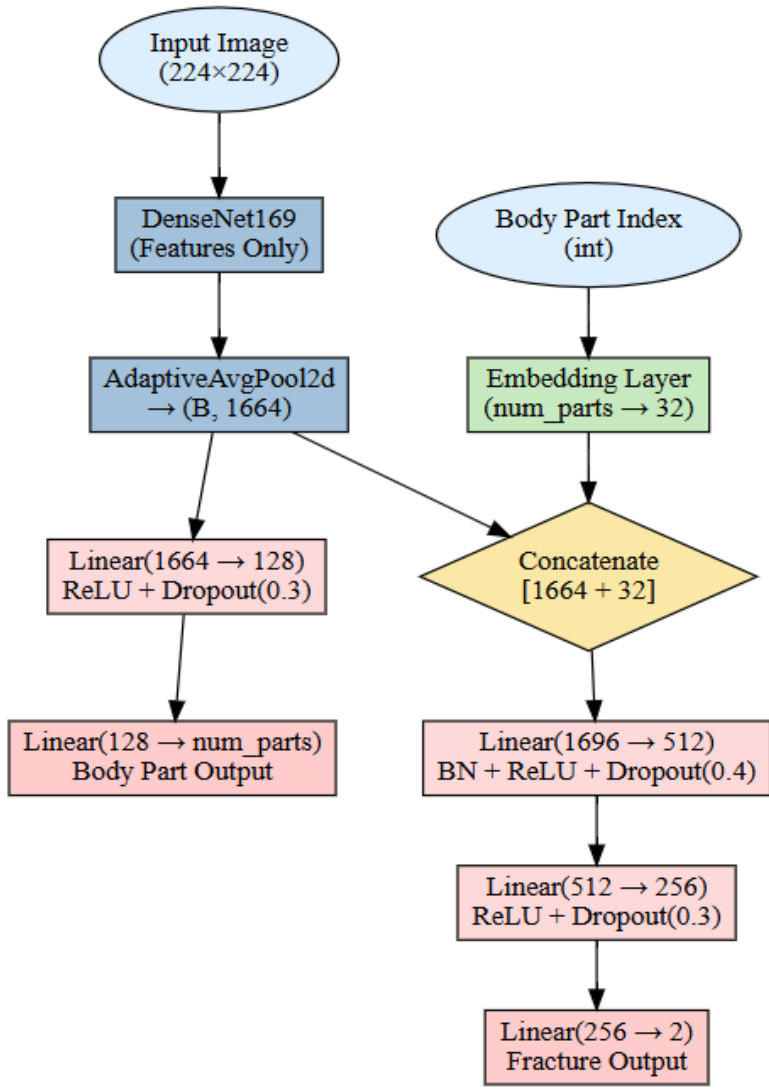 Input Image
(224×224)
DenseNet169
(Features Only)
Body Part Index
(int)
AdaptiveAvgPool2d
→ (B, 1664)
Embedding Layer
(num_parts → 32)
Linear(1664 → 128)
ReLU + Dropout(0.3)
Concatenate
[1664 + 32]
Linear(128 → num_parts)
Body Part Output
Linear(1696 → 512)
BN + ReLU + Dropout(0.4)
Linear(512 → 256)
ReLU + Dropout(0.3)
Linear(256 → 2)
Fracture Output